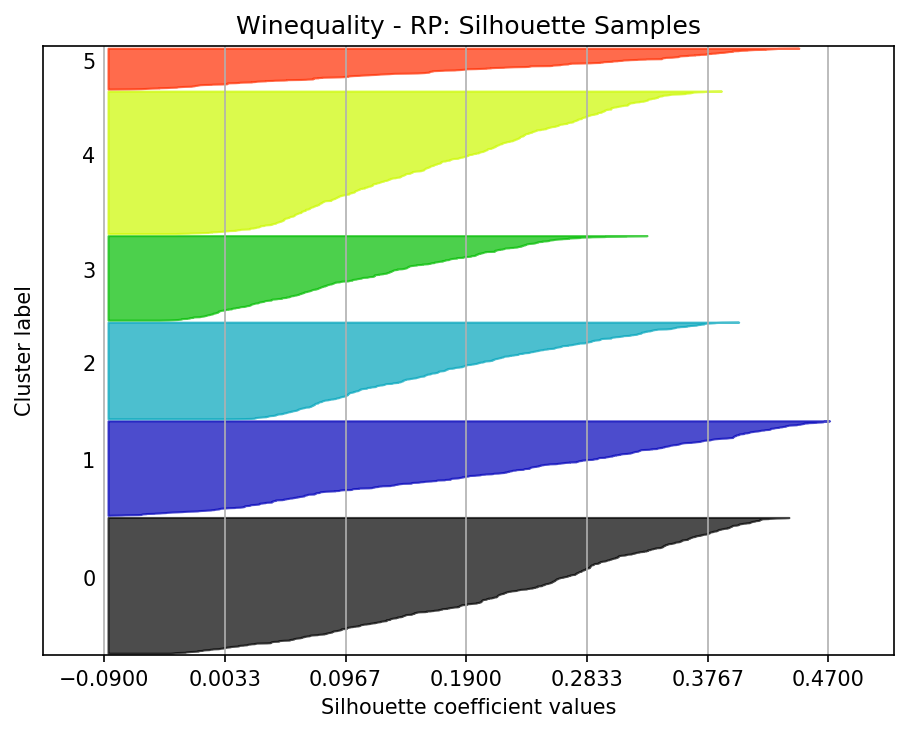 Winequality - RP: Silhouette Samples
5
4
3
2
1
0
Cluster label
−0.0900 0.0033 0.0967 0.1900 0.2833 0.3767 0.4700
Silhouette coefficient values